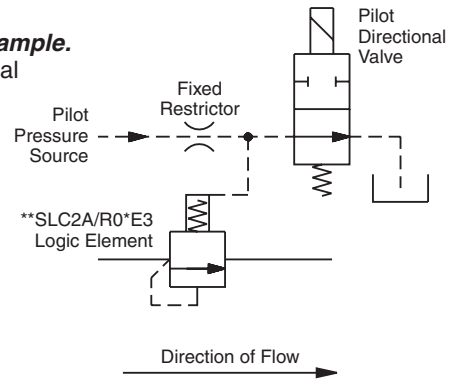 ample.
al
Pilot
Directional
Valve
Fixed
Restrictor
Pilot
Pressure
Source
**SLC2A/R0*E3
Logic Element
Direction of Flow